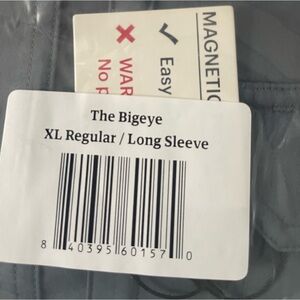 MAGNETIC
Easy
WAR
No p
The Bigeye
XL Regular / Long Sleeve
8 40395 60157 0